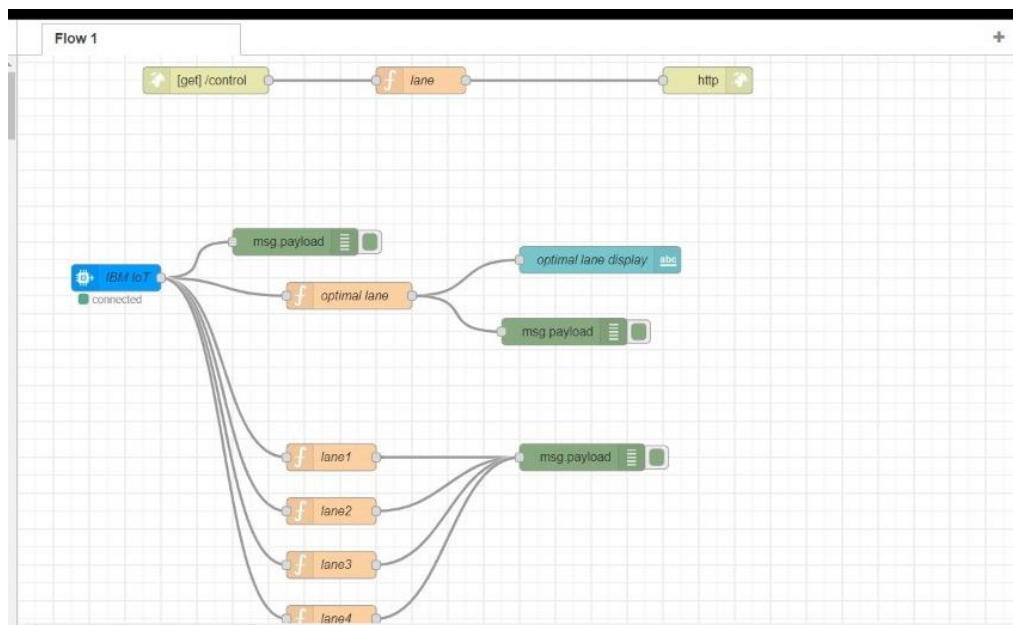 Flow 1
+
[get] /control
lane
http
msg.payload
optimal lane display
abc
IBM IoT
optimal lane
connected
msg.payload
lane1
msg.payload
lane2
lane3
lane4